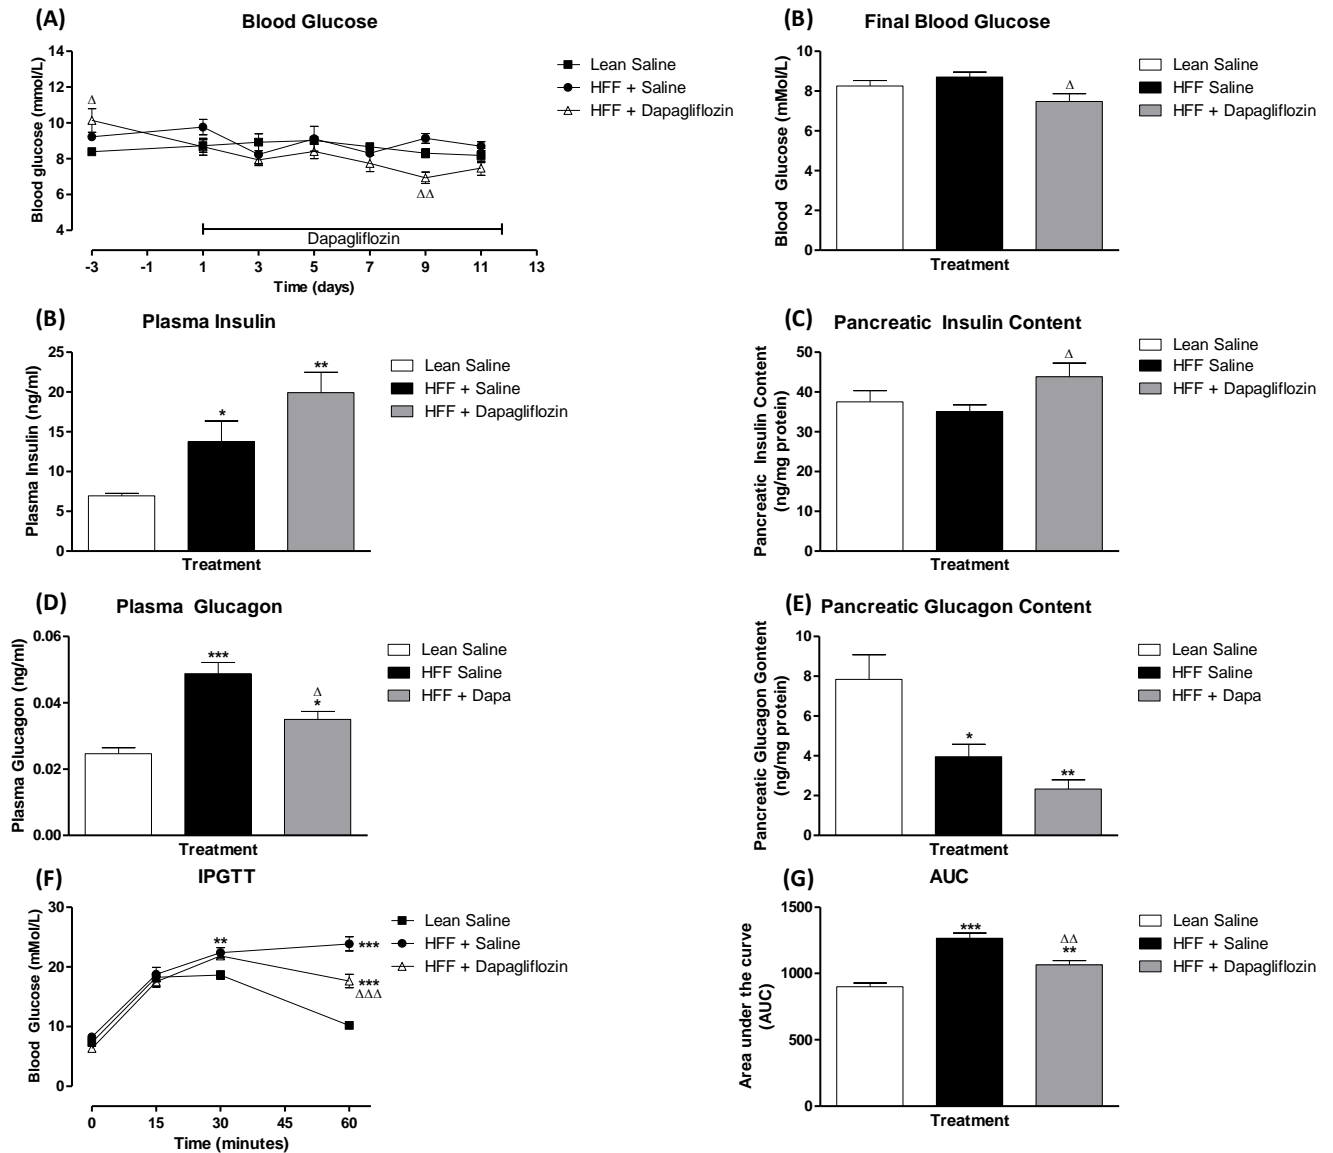 (A)
Blood Glucose
Blood glucose (mmol/L)
14
12
10
8
6
4
Δ
ΔΔ
Dapagliflozin
-3 -1 1 3 5 7 9 11 13
Time (days)
Lean Saline
HFF + Saline
HFF + Dapagliflozin
(B)
Final Blood Glucose
Blood Glucose (mMol/L)
10
8
6
4
2
0
Δ
Treatment
Lean Saline
HFF Saline
HFF + Dapagliflozin
(B)
Plasma Insulin
Plasma Insulin (ng/ml)
25
20
15
10
5
0
*
**
Treatment
Lean Saline
HFF + Saline
HFF + Dapagliflozin
(C)
Pancreatic Insulin Content
Pancreatic Insulin Content
(ng/mg protein)
50
40
30
20
10
0
Δ
Treatment
Lean Saline
HFF Saline
HFF + Dapagliflozin
(D)
Plasma Glucagon
Plasma Glucagon (ng/ml)
0.06
0.04
0.02
0.00
***
Δ
*
Treatment
Lean Saline
HFF Saline
HFF + Dapa
(E)
Pancreatic Glucagon Content
Pancreatic Glucagon Gontent
(ng/mg protein)
10
8
6
4
2
0
*
**
Treatment
Lean Saline
HFF Saline
HFF + Dapa
(F)
IPGTT
Blood Glucose (mMol/L)
30
20
10
0
**
***
***
ΔΔΔ
0 15 30 45 60
Time (minutes)
Lean Saline
HFF + Saline
HFF + Dapagliflozin
(G)
AUC
Area under the curve
(AUC)
1500
1000
500
0
***
ΔΔ
**
Treatment
Lean Saline
HFF + Saline
HFF + Dapagliflozin